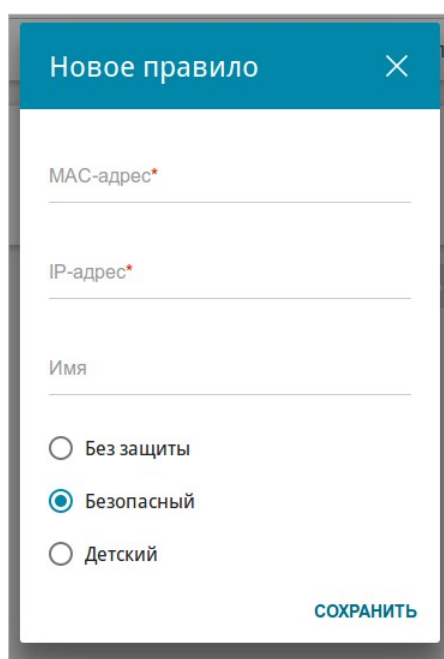 Новое правило
MAC-адрес*
IP-адрес*
Имя
Без защиты
Безопасный
Детский
СОХРАНИТЬ